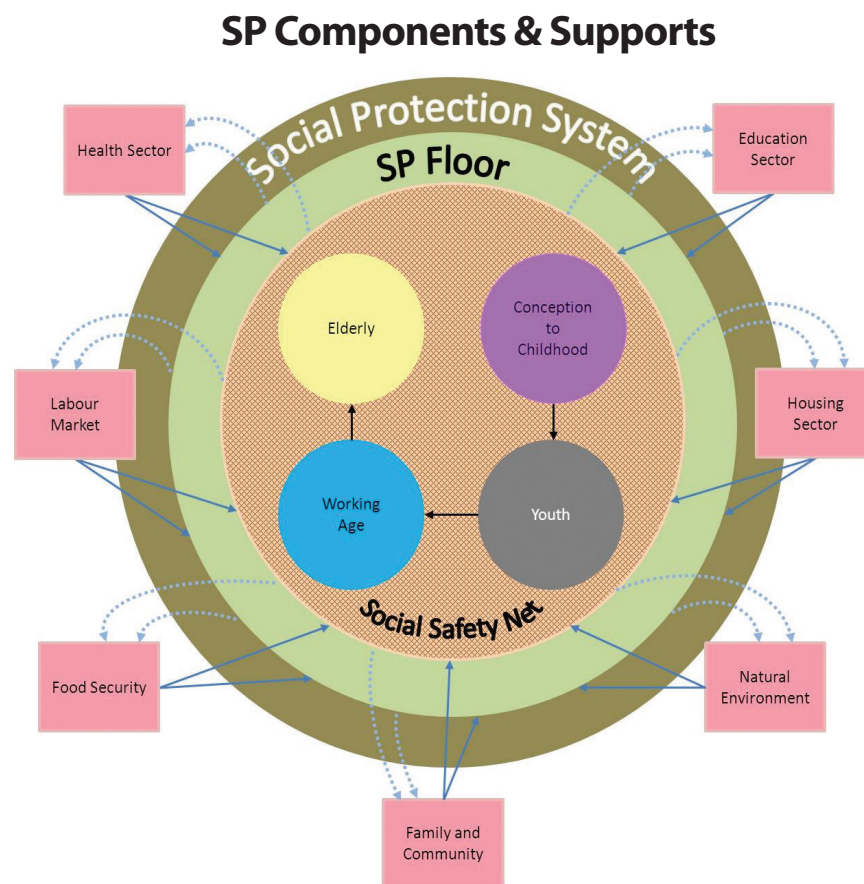 SP Components & Supports
Social Protection System
SP Floor
Health Sector
Education
Sector
Elderly
Conception
to
Childhood
Labour
Market
Housing
Sector
Working
Age
Youth
Social Safety Net
Food Security
Natural
Environment
Family and
Community